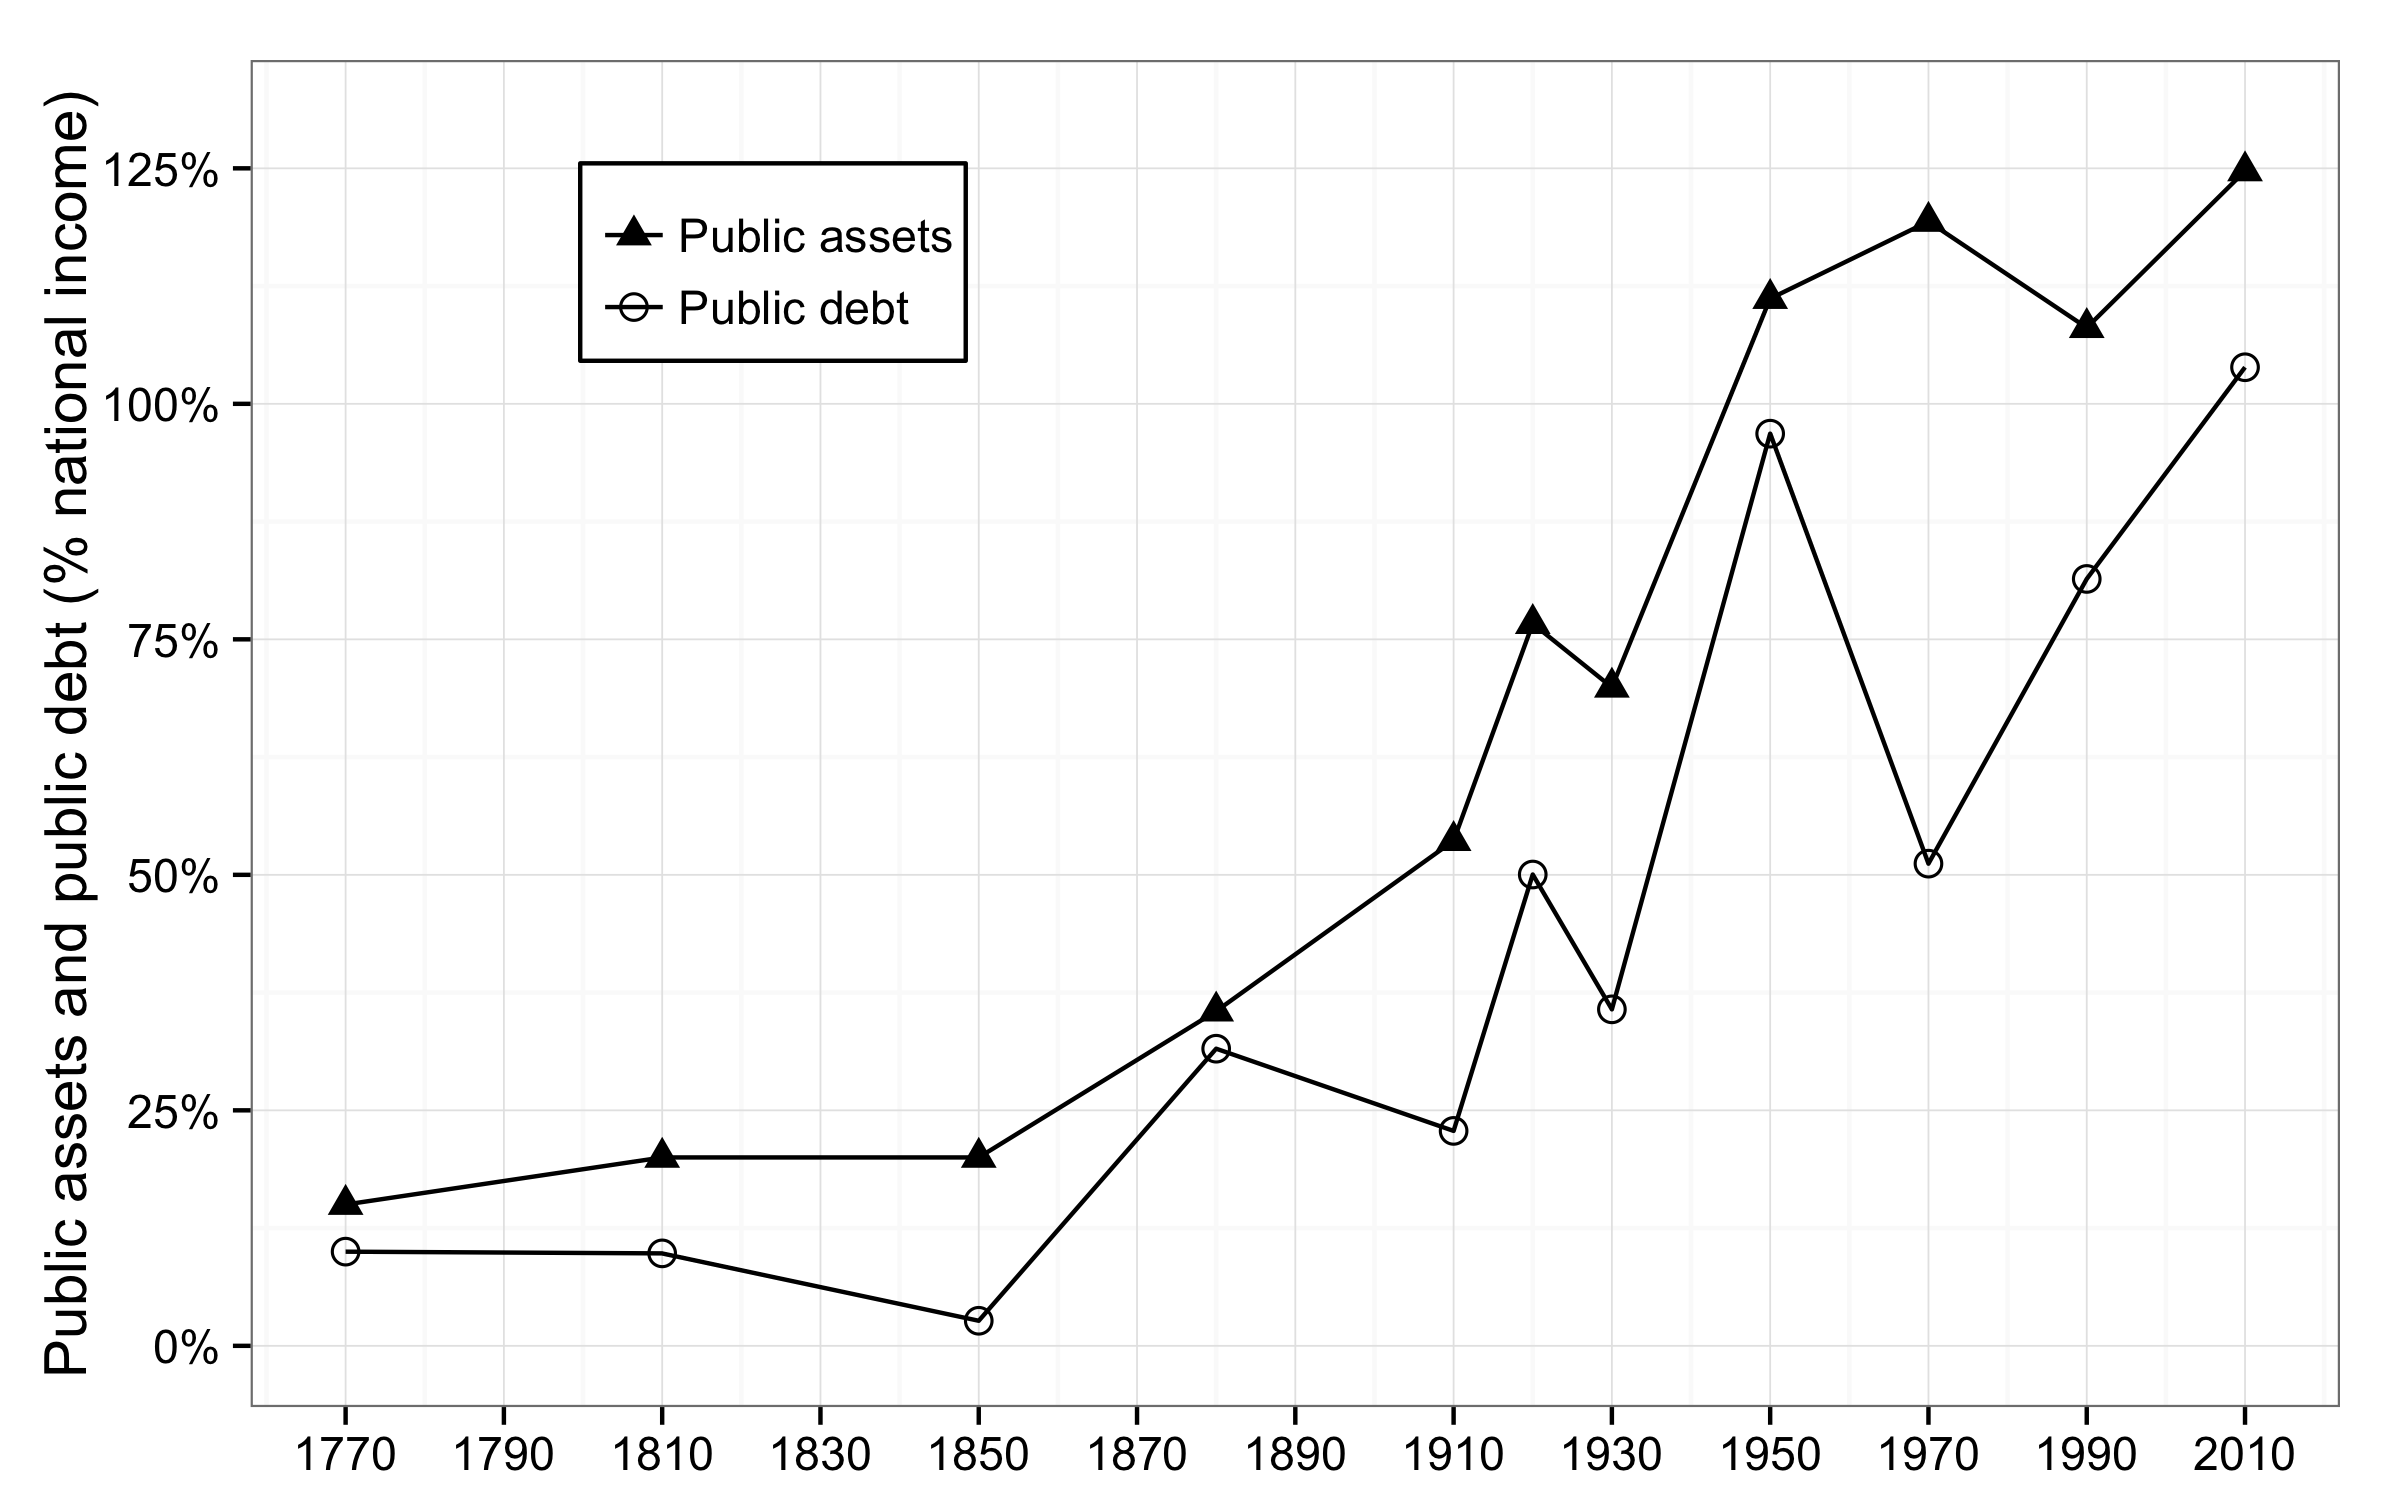 Public assets and public debt (% national income)
125%
100%
75%
50%
25%
0%
Public assets
Public debt
1770 1790 1810 1830 1850 1870 1890 1910 1930 1950 1970 1990 2010